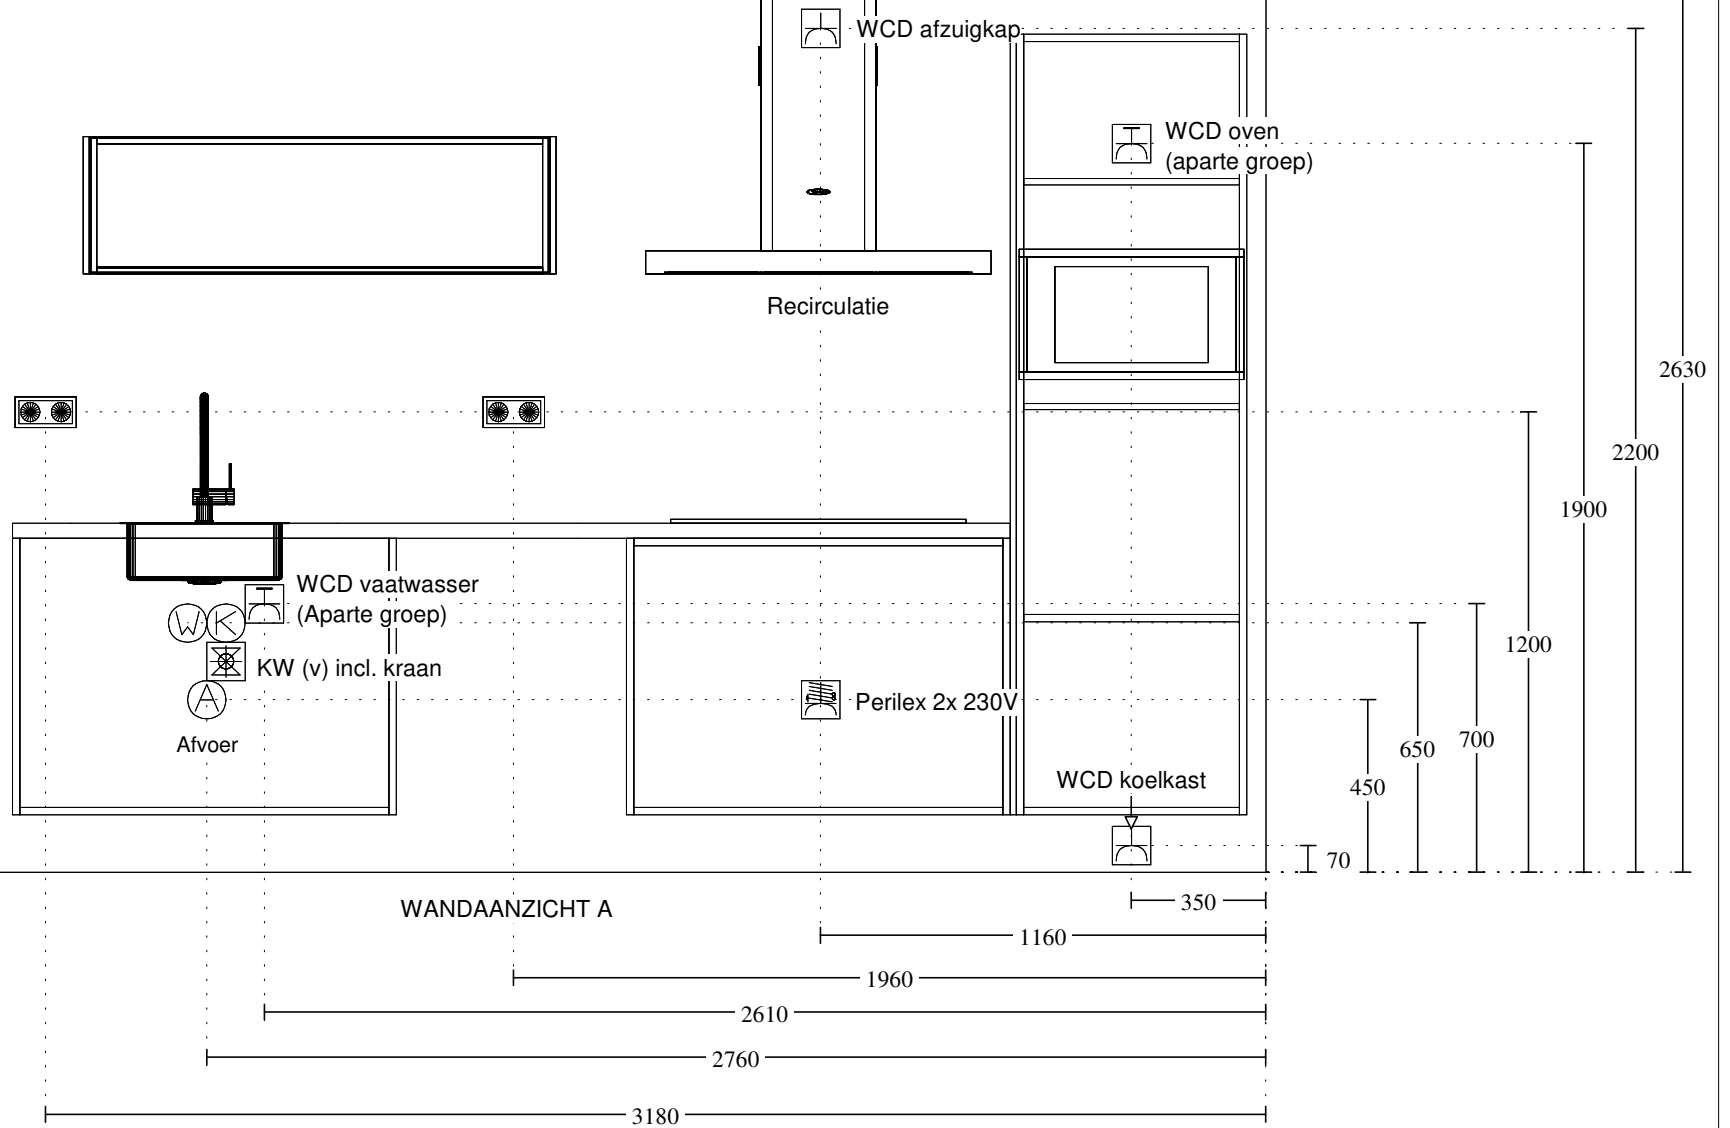 WCD afzuigkap
WCD oven
(aparte groep)
Recirculatie
2630
2200
1900
WCD vaatwasser
(Aparte groep)
W K
1200
KW (v) incl. kraan
A
Perilex 2x 230V
Afvoer
700
650
WCD koelkast
450
70
WANDAANZICHT A
350
1160
1960
2610
2760
3180